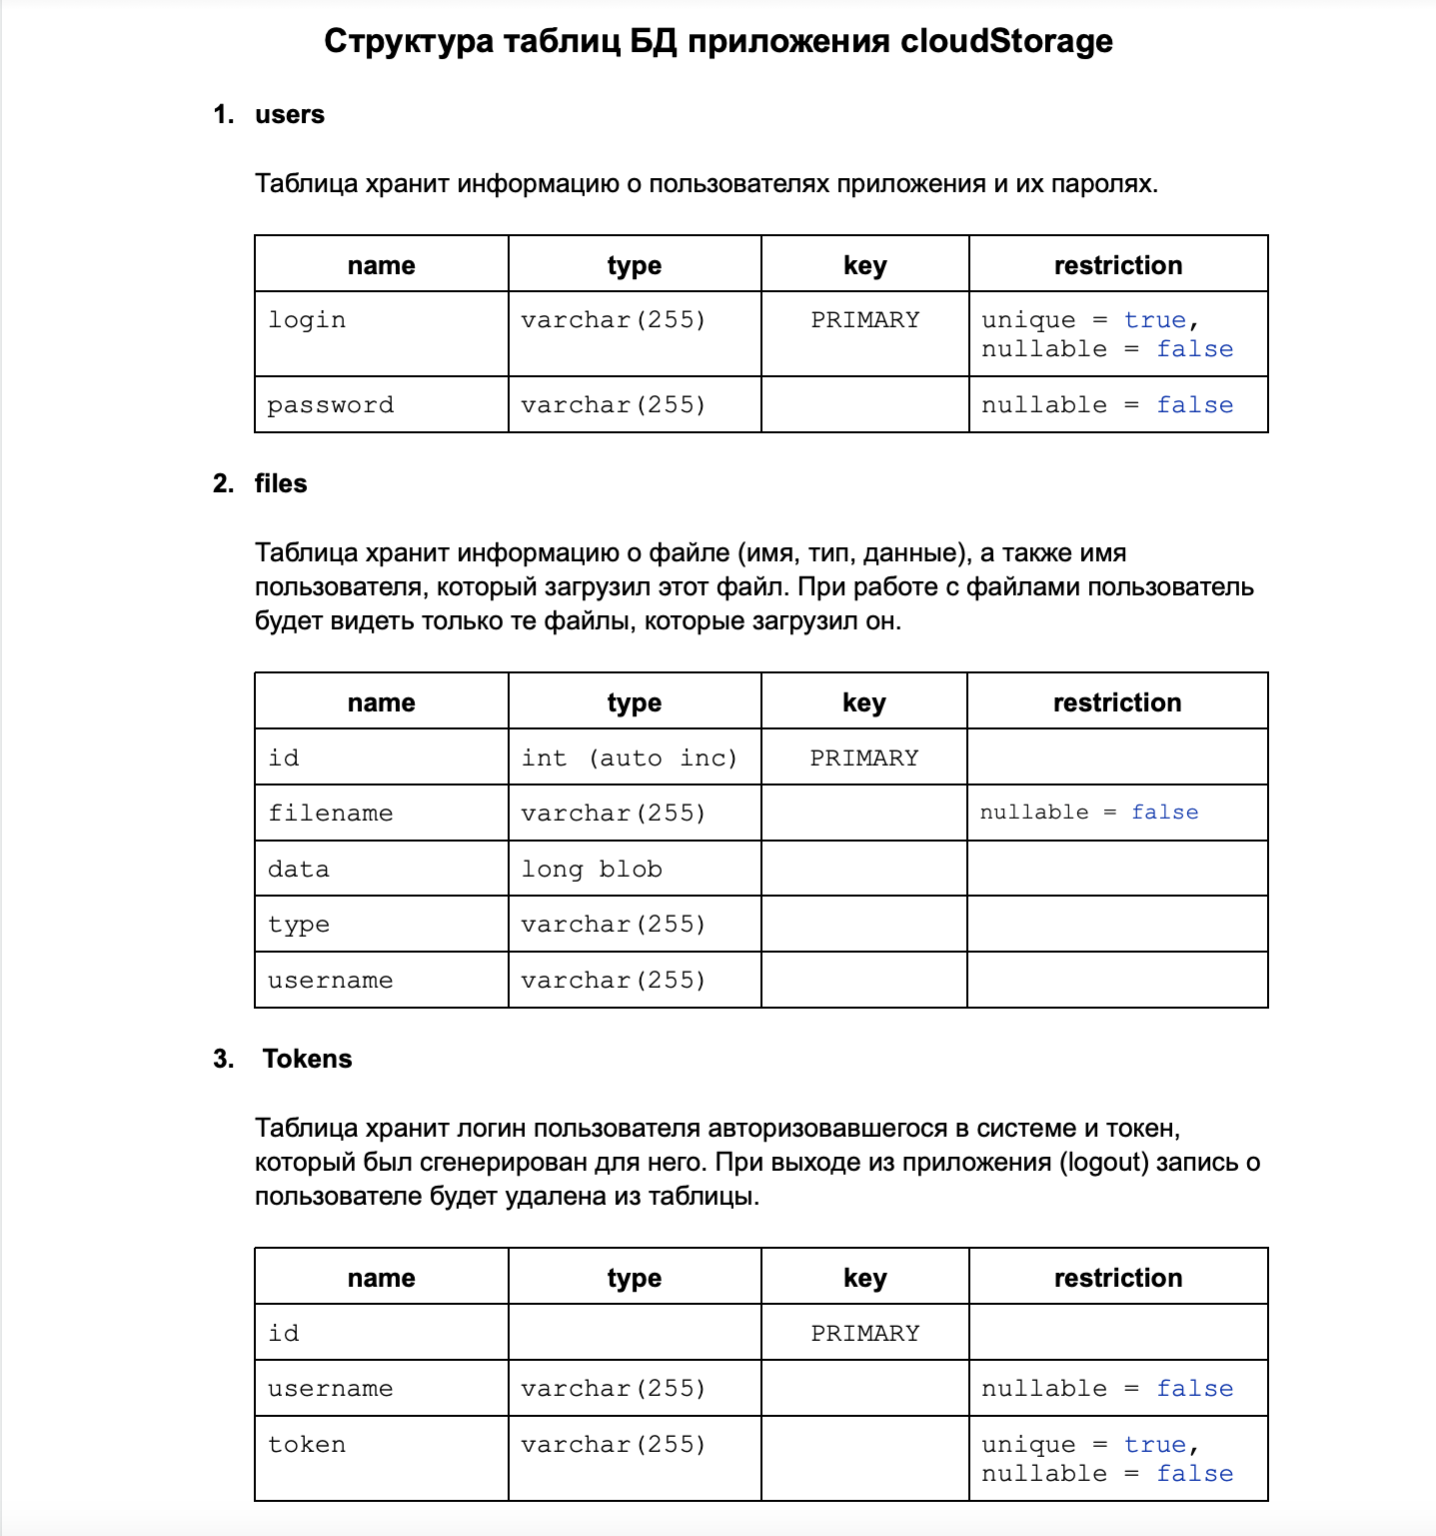 Структура таблиц БД приложения cloudStorage
1. users
Таблица хранит информацию о пользователях приложения и их паролях.
name type key restriction
login varchar(255) PRIMARY unique = true,
nullable = false
password varchar(255) nullable = false
2. files
Таблица хранит информацию о файле (имя, тип, данные), а также имя
пользователя, который загрузил этот файл. При работе с файлами пользователь
будет видеть только те файлы, которые загрузил он.
name type key restriction
id int (auto inc) PRIMARY
filename varchar(255) nullable = false
data long blob
type varchar(255)
username varchar(255)
3. Tokens
Таблица хранит логин пользователя авторизовавшегося в системе и токен,
который был сгенерирован для него. При выходе из приложения (logout) запись о
пользователе будет удалена из таблицы.
name type key restriction
id PRIMARY
username varchar(255) nullable = false
token varchar(255) unique = true,
nullable = false